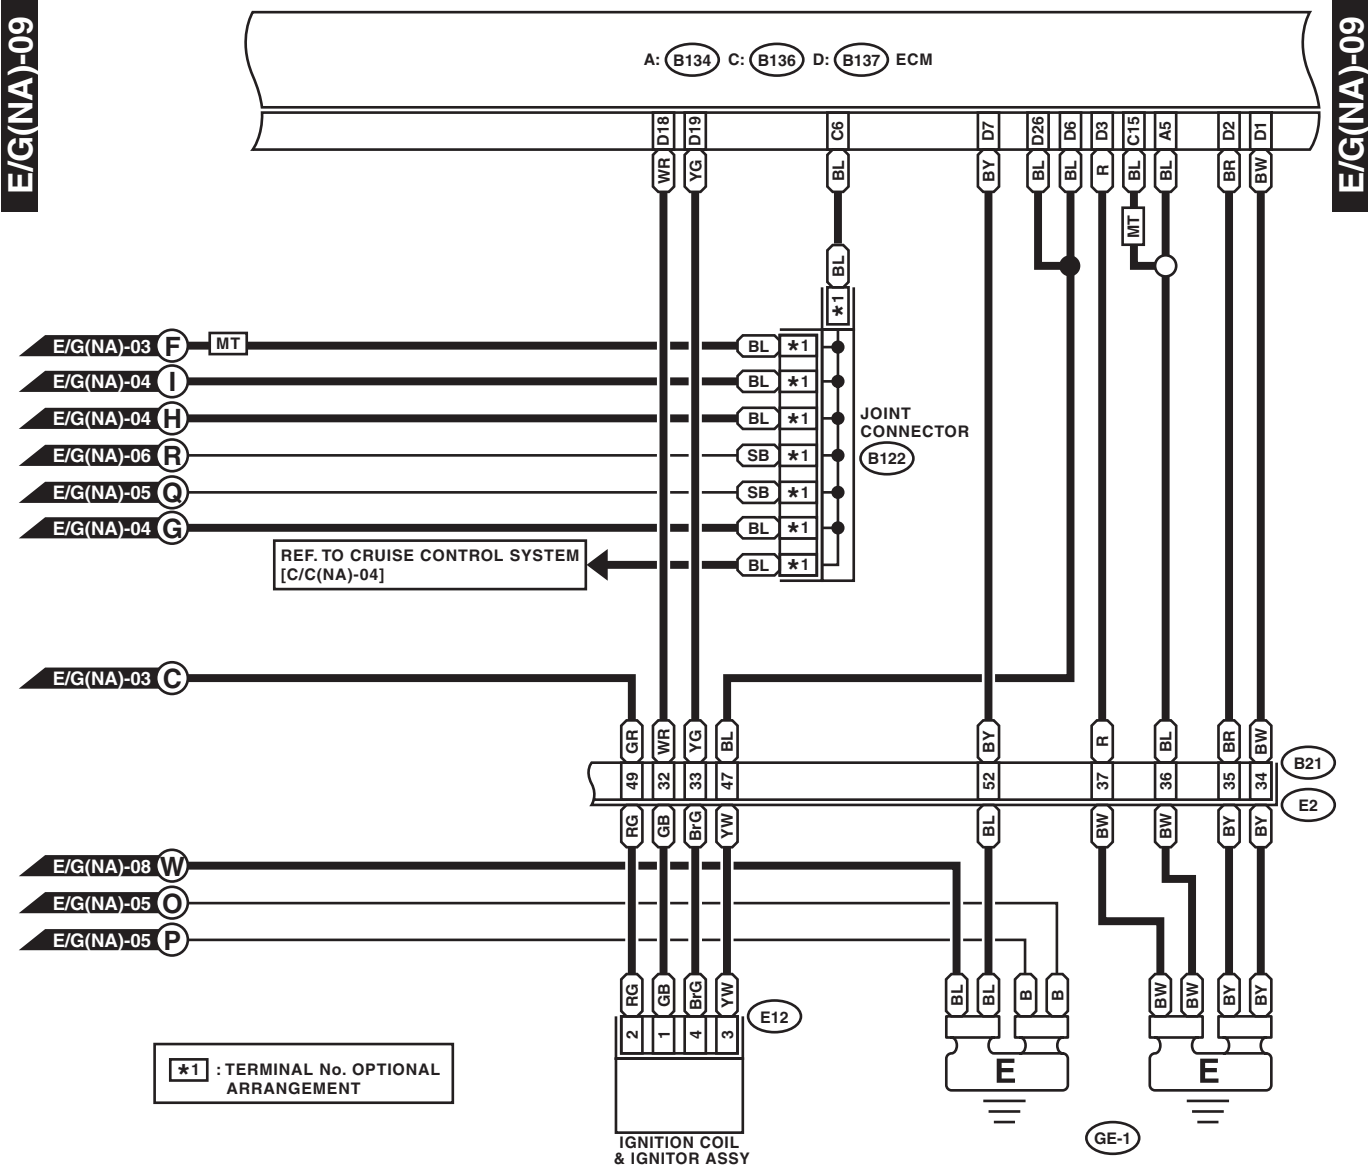 E/G(NA)-09
E/G(NA)-09
A: B134 C: B136 D: B137 ECM
D18 D19 C6 D7 D26 D6 D3 C15 A5 D2 D1
WR YG BL BY BL BL R BL BL BR BW
MT
BL
*1
E/G(NA)-03 F MT BL *1
E/G(NA)-04 I BL *1
E/G(NA)-04 H BL *1
JOINT
CONNECTOR
B122
E/G(NA)-06 R SB *1
E/G(NA)-05 Q SB *1
E/G(NA)-04 G BL *1
REF. TO CRUISE CONTROL SYSTEM
[C/C(NA)-04]
BL *1
E/G(NA)-03 C
GR WR YG BL BY R BL BR BW
49 32 33 47 52 37 36 35 34
B21
E2
RG GB BrG YW BL BW BW BY BY
E/G(NA)-08 W
E/G(NA)-05 O
E/G(NA)-05 P
RG GB BrG YW BL BL B B BW BW BY BY
2 1 4 3
E12
E E
*1 : TERMINAL No. OPTIONAL
ARRANGEMENT
GE-1
IGNITION COIL
& IGNITOR ASSY